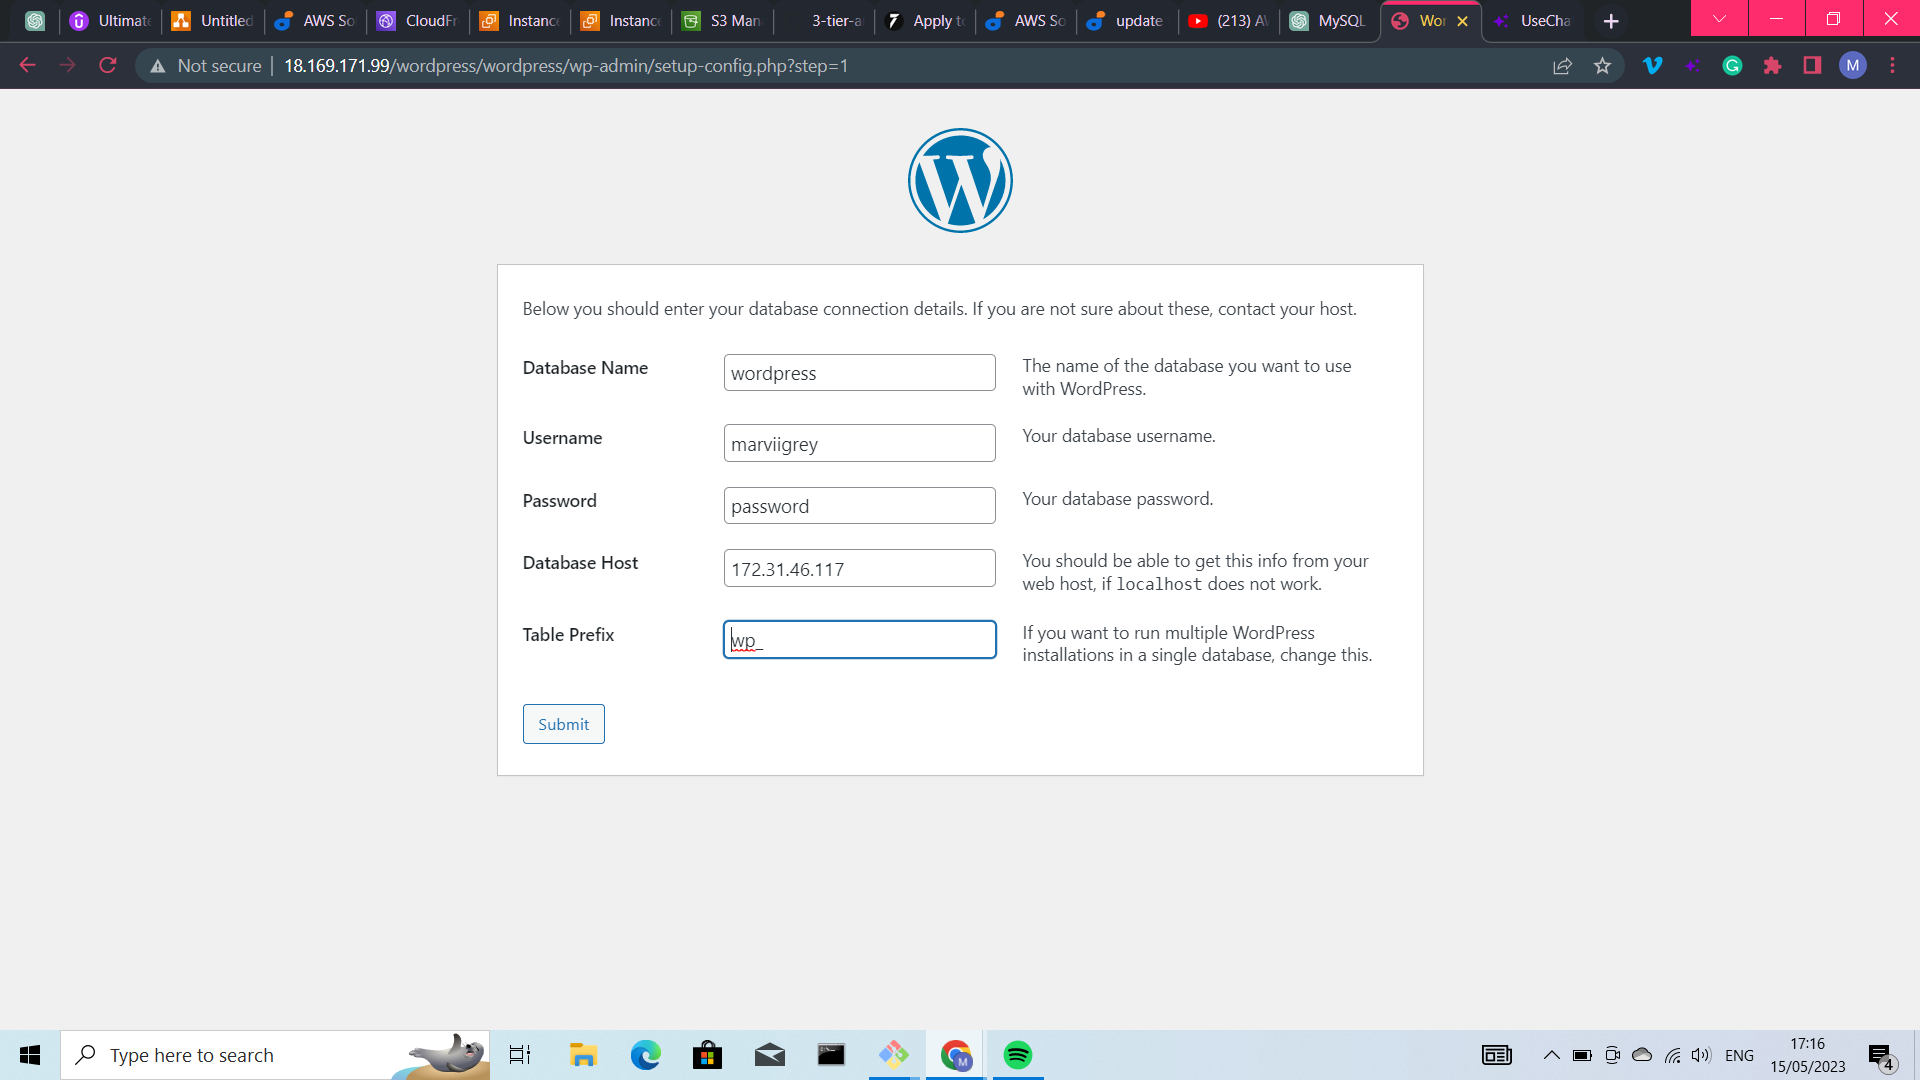 Ultimate
Untitled
AWS So
CloudFr
Instance
Instance
S3 Man
3-tier-a
Apply to
AWS So
update
(213) AV
MySQL
Wor
UseCha
Not secure
18.169.171.99/wordpress/wordpress/wp-admin/setup-config.php?step=1
M
W
Below you should enter your database connection details. If you are not sure about these, contact your host.
Database Name
wordpress
The name of the database you want to use
with WordPress.
Username
marviigrey
Your database username.
Password
password
Your database password.
Database Host
172.31.46.117
You should be able to get this info from your
web host, if localhost does not work.
Table Prefix
wp_
If you want to run multiple WordPress
installations in a single database, change this.
Submit
Type here to search
M
ENG
17:16
15/05/2023
4